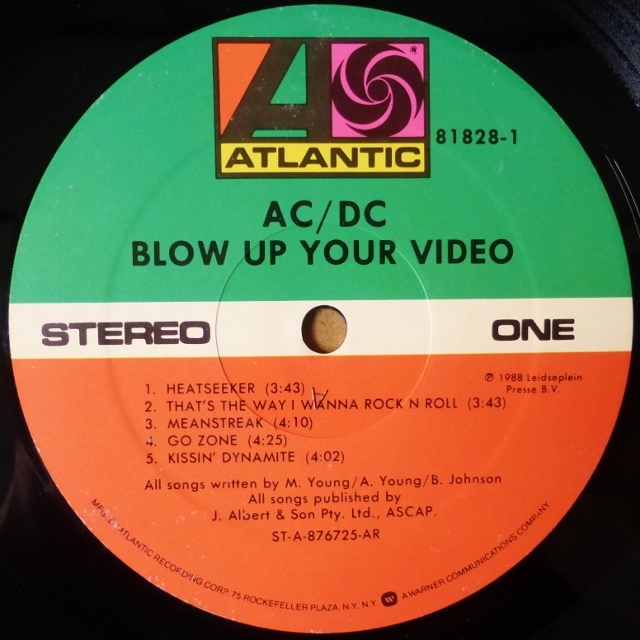 ATLANTIC
81828-1
AC/DC
BLOW UP YOUR VIDEO
STEREO
ONE
℗ 1988 Leidseplein
Presse B.V.
1. HEATSEEKER (3:43)
2. THAT'S THE WAY I WANNA ROCK N ROLL (3:43)
3. MEANSTREAK (4:10)
4. GO ZONE (4:25)
5. KISSIN' DYNAMITE (4:02)
All songs written by M. Young/A. Young/B. Johnson
All songs published by
J. Albert & Son Pty. Ltd., ASCAP.
ST-A-876725-AR
ATLANTIC RECORDING CORP. 75 ROCKEFELLER PLAZA, N.Y. N.Y. A WARNER COMMUNICATIONS COMPANY